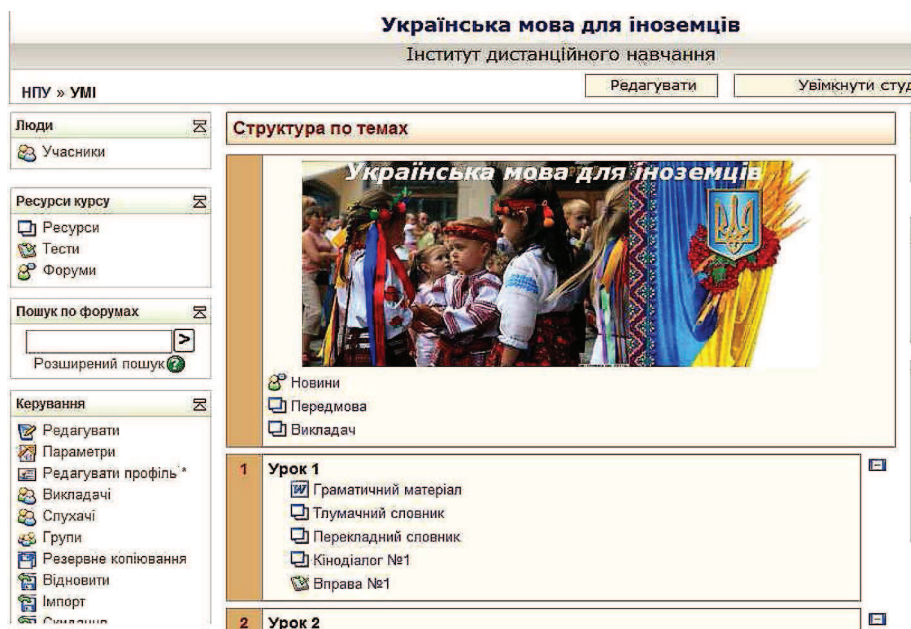 Українська мова для іноземців
Інститут дистанційного навчання
НПУ » УМІ
Редагувати
Увімкнути студ
Люди
Учасники
Ресурси курсу
Ресурси
Тести
Форуми
Пошук по форумах
>
Розширений пошук ?
Керування
Редагувати
Параметри
Редагувати профіль *
Викладачі
Слухачі
Групи
Резервне копіювання
Відновити
Імпорт
Структура по темах
Українська мова для іноземців
Новини
Передмова
Викладач
1 Урок 1
Граматичний матеріал
Тлумачний словник
Перекладний словник
Кінодіалог №1
Вправа №1
2 Урок 2